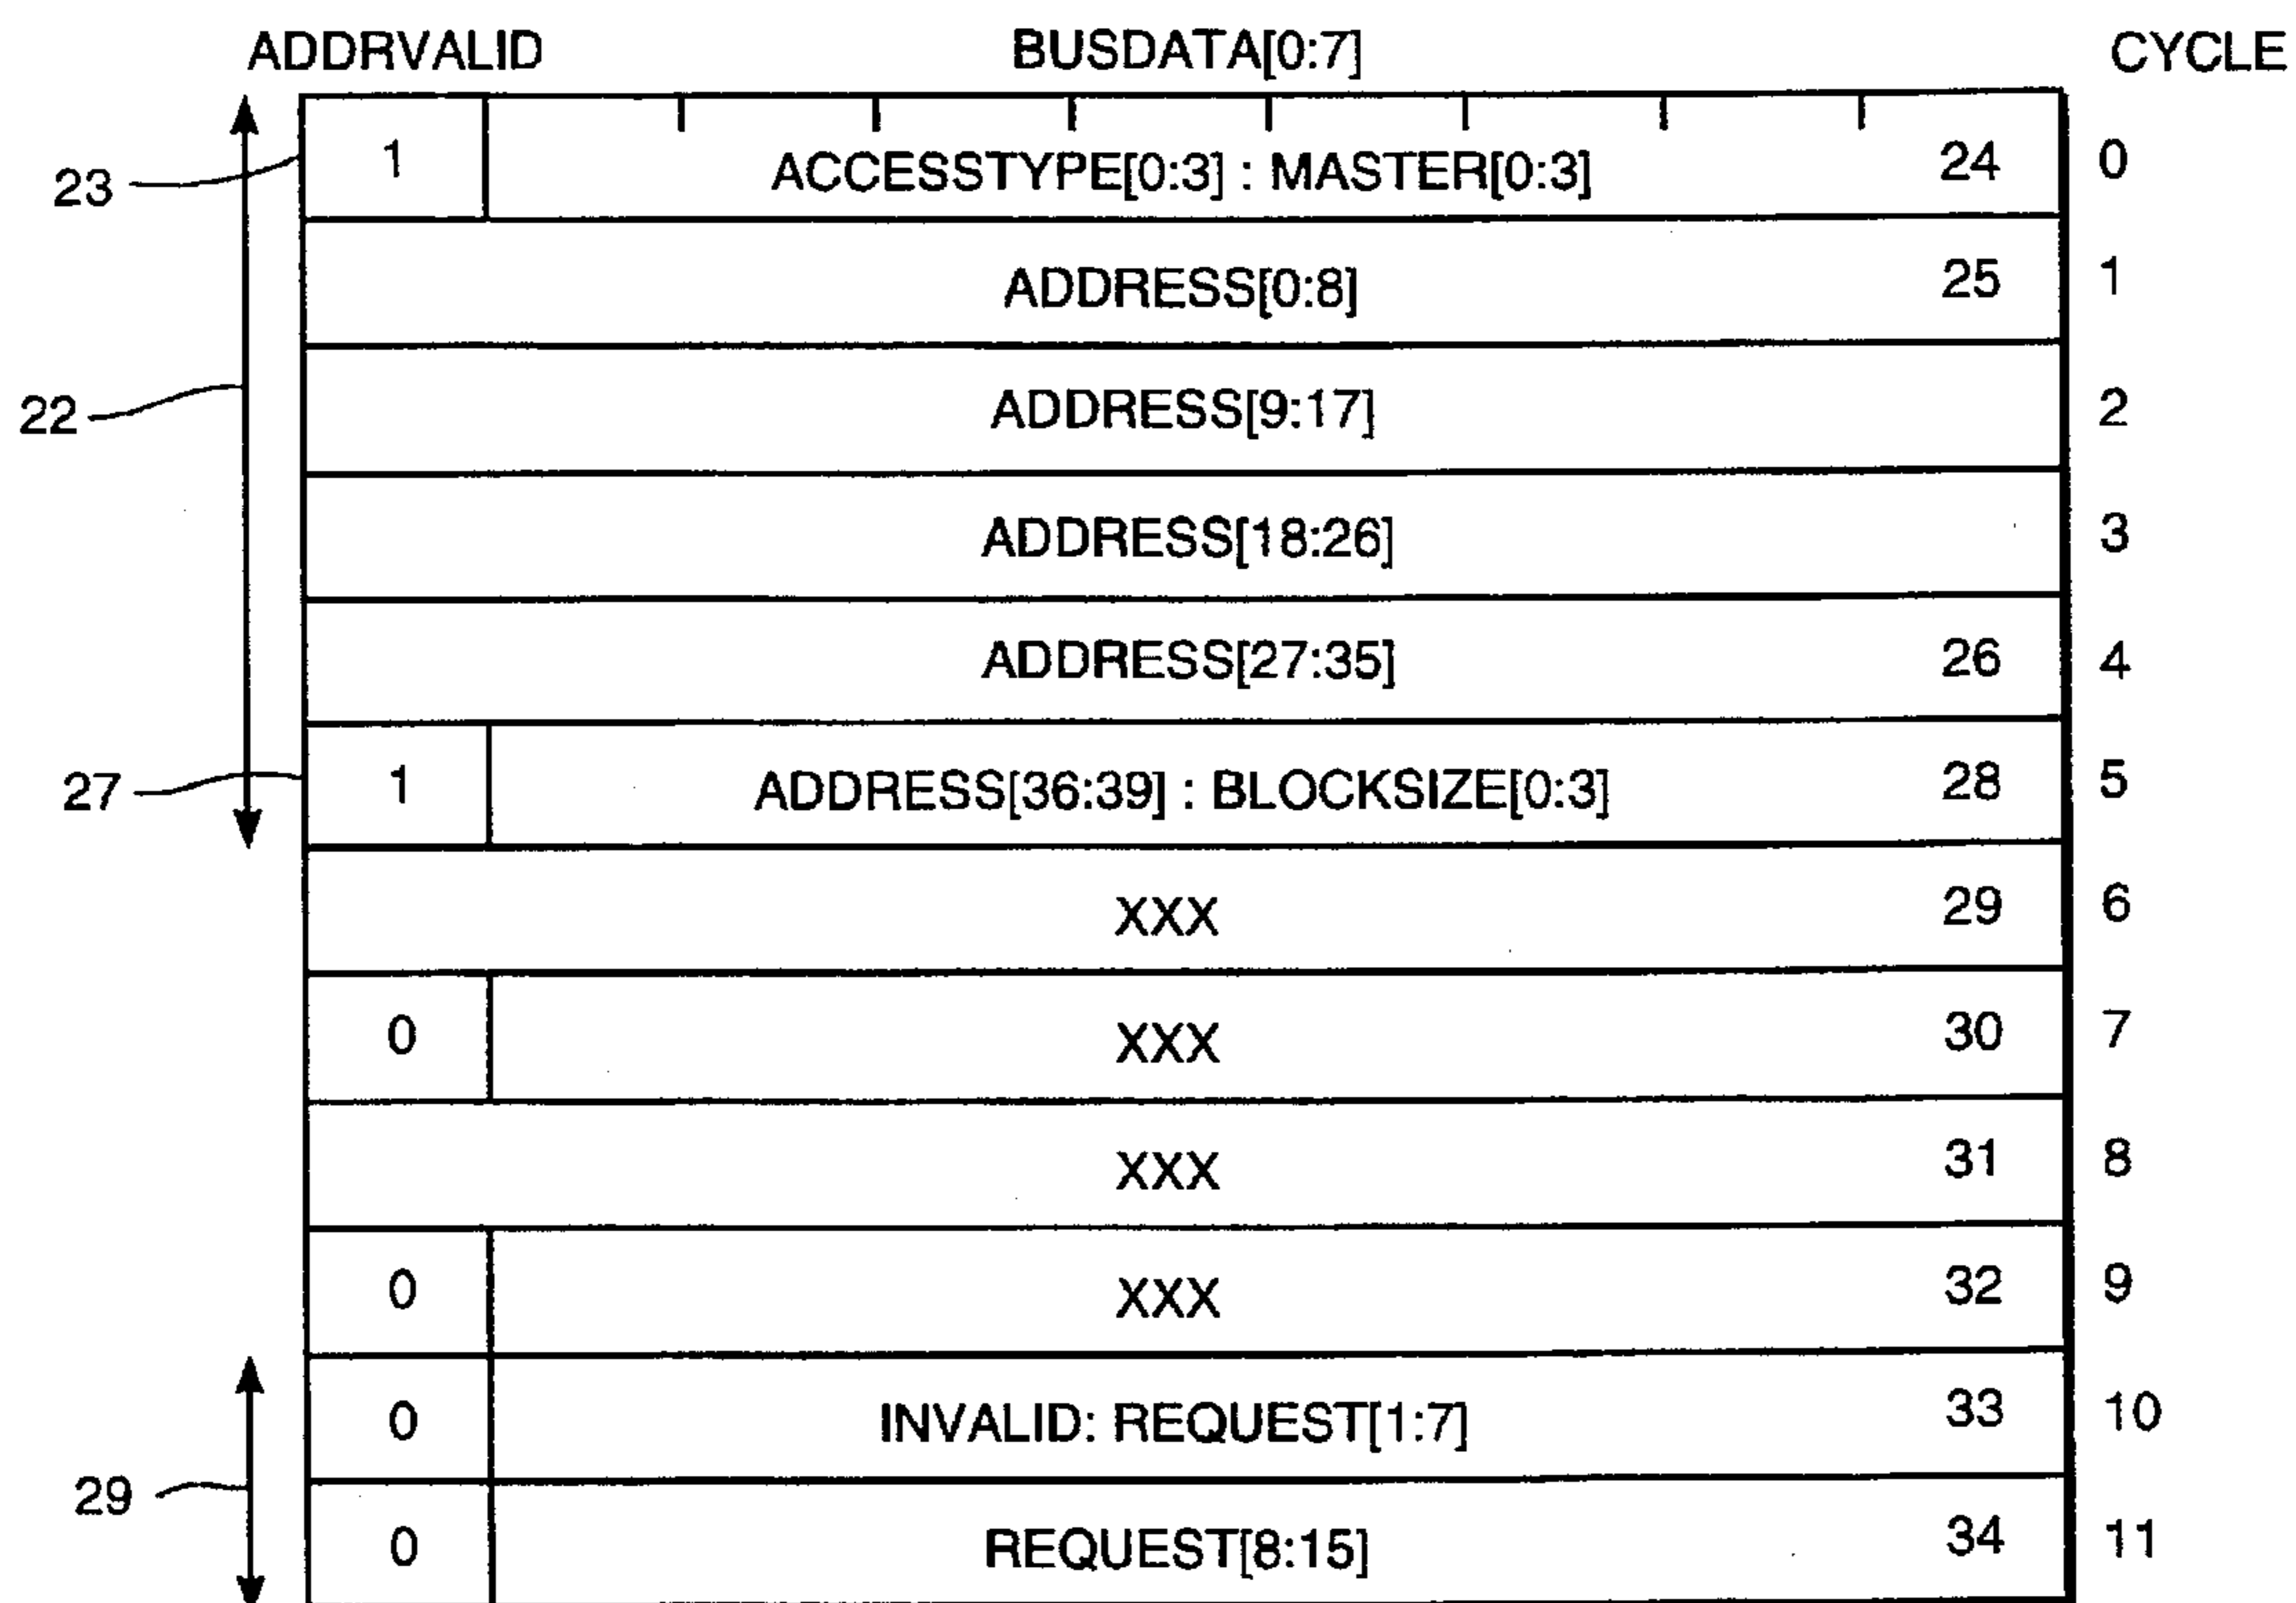 ADDRVALID BUSDATA[0:7] CYCLE
23 1 ACCESSTYPE[0:3] : MASTER[0:3] 24 0
ADDRESS[0:8] 25 1
22 ADDRESS[9:17] 2
ADDRESS[18:26] 3
ADDRESS[27:35] 26 4
27 1 ADDRESS[36:39] : BLOCKSIZE[0:3] 28 5
XXX 29 6
0 XXX 30 7
XXX 31 8
0 XXX 32 9
0 INVALID: REQUEST[1:7] 33 10
29 0 REQUEST[8:15] 34 11